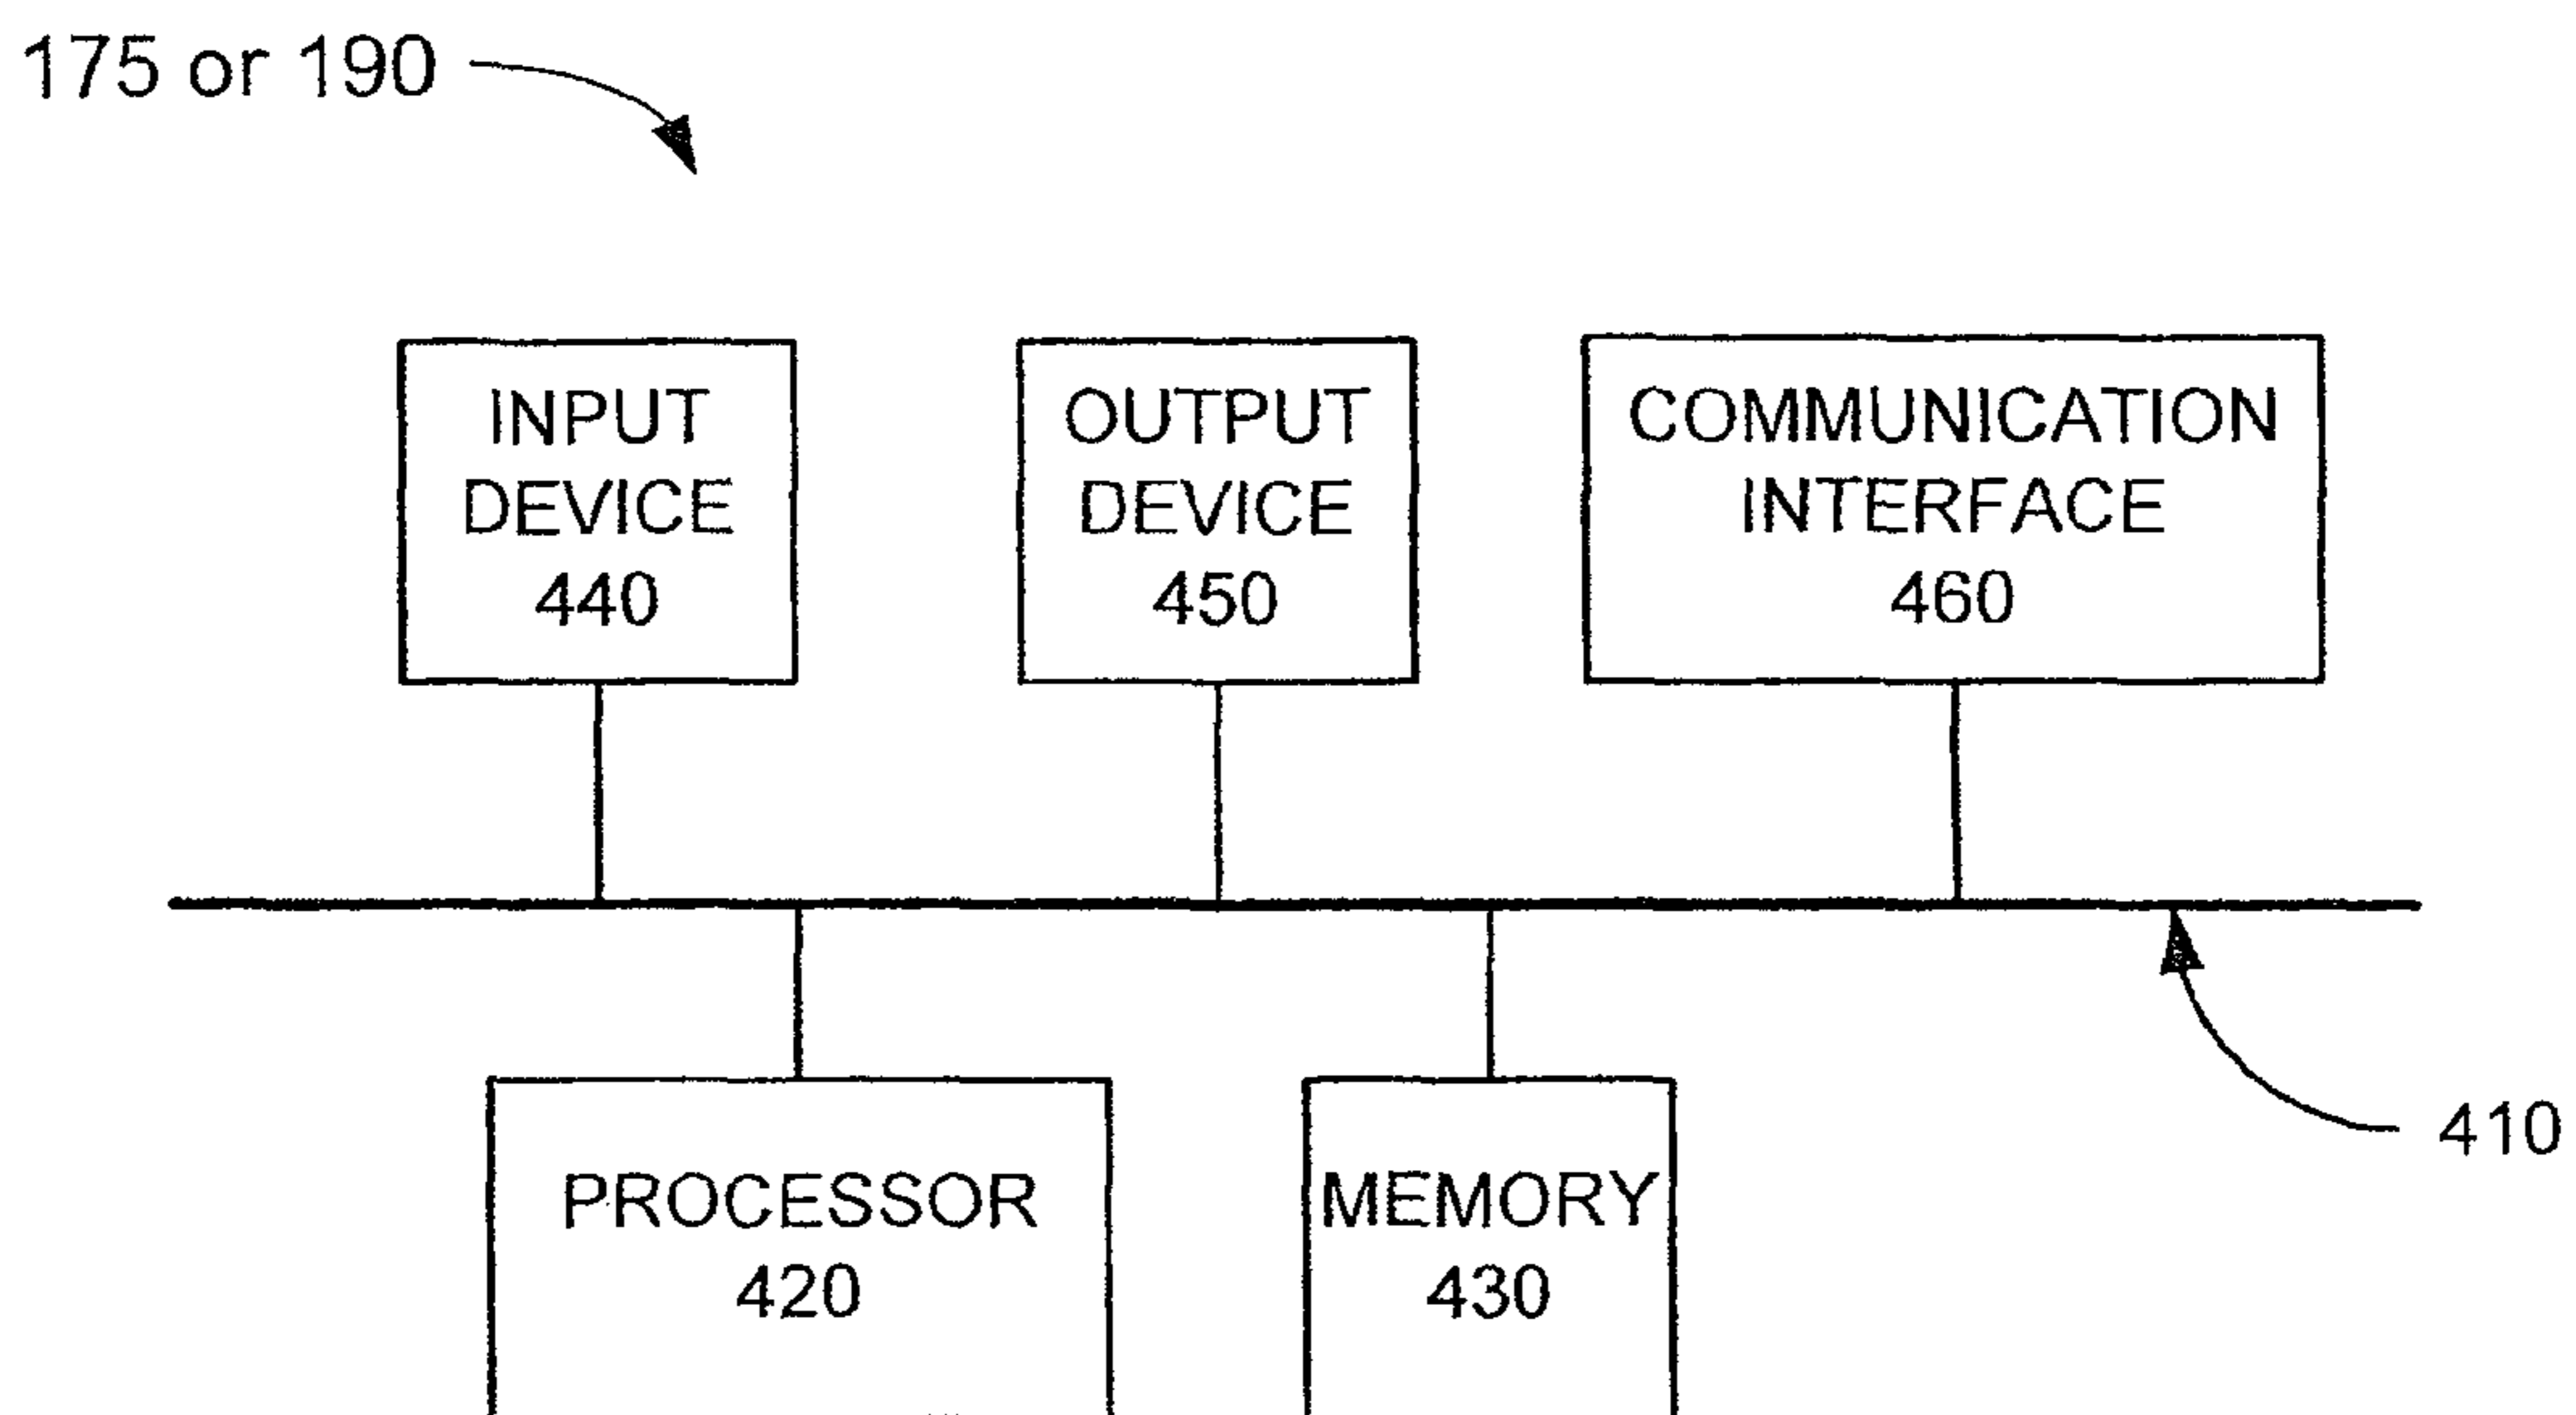 175 or 190
INPUT
DEVICE
440
OUTPUT
DEVICE
450
COMMUNICATION
INTERFACE
460
PROCESSOR
420
MEMORY
430
410